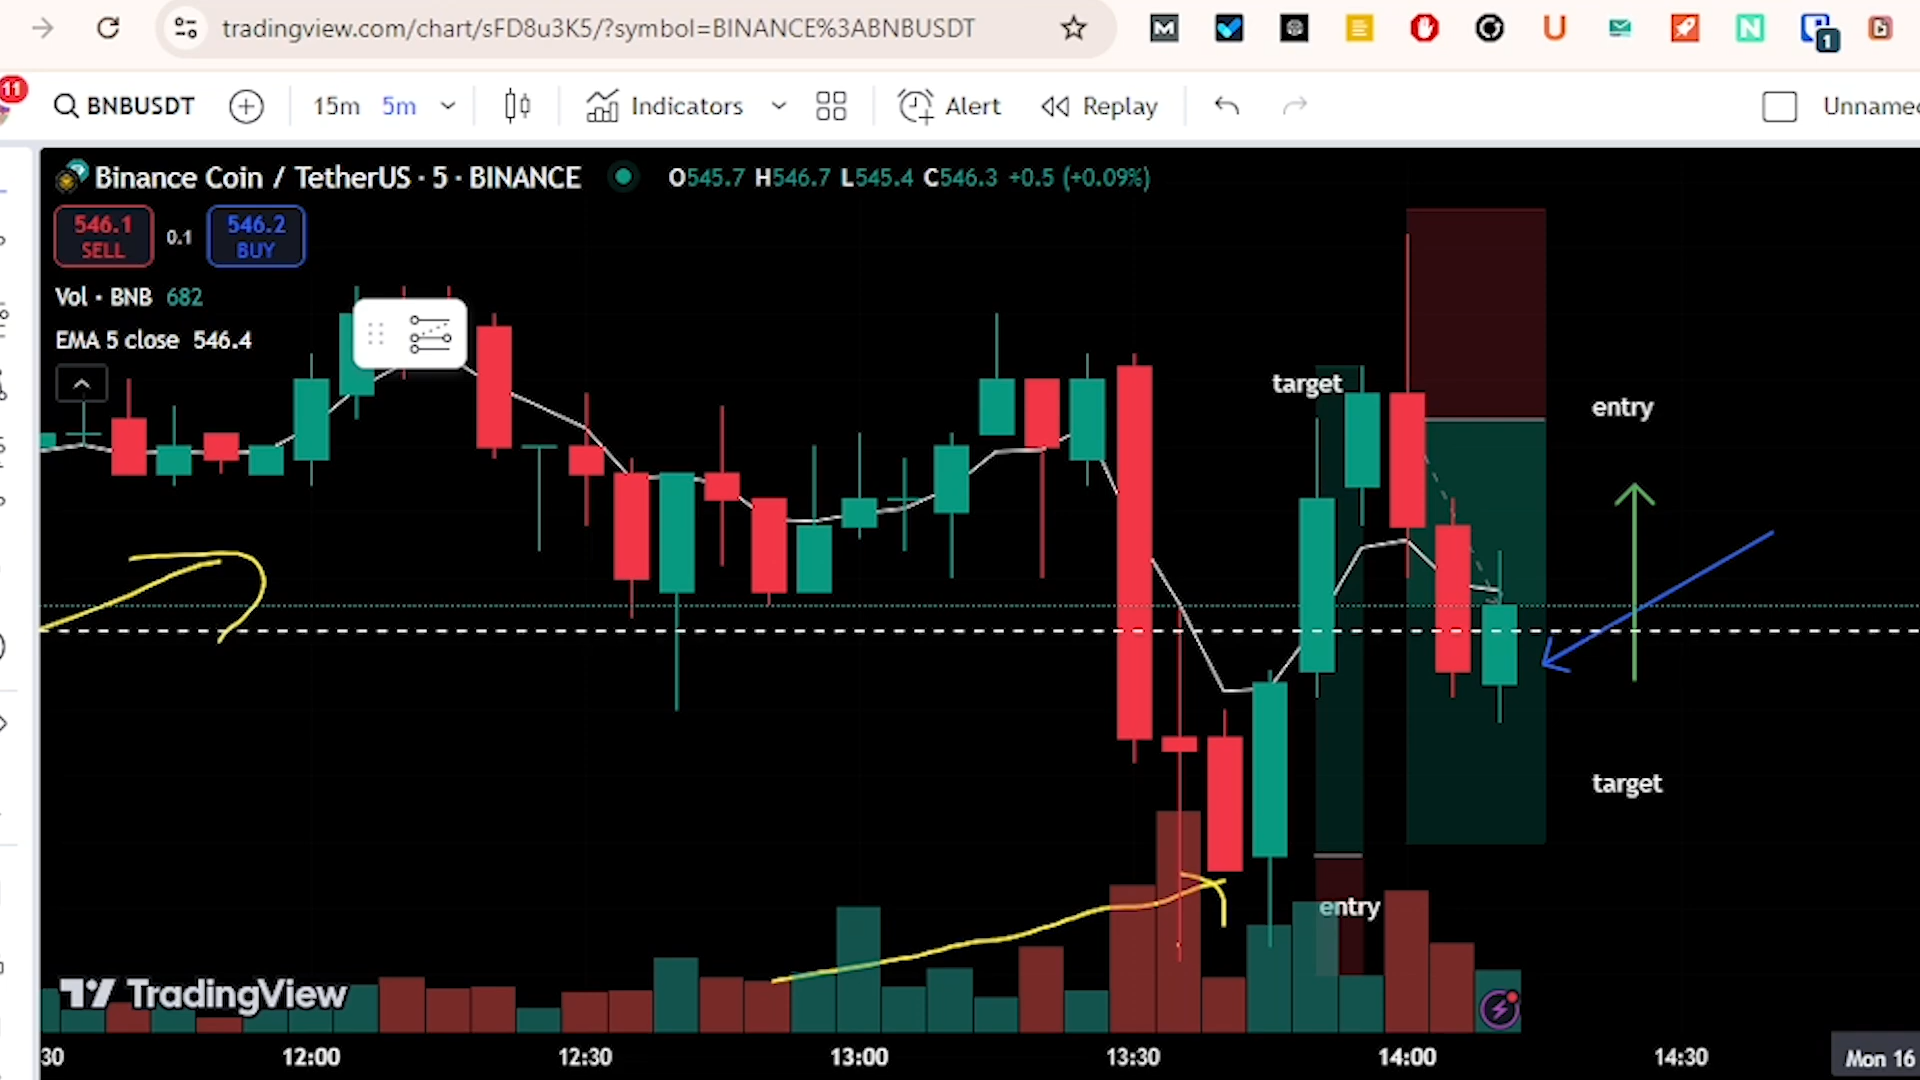 tradingview.com/chart/sFD8u3K5/?symbol=BINANCE%3ABNBUSDT
1
11
BNBUSDT 15m 5m Indicators Alert Replay
Binance Coin / TetherUS · 5 · BINANCE O545.7 H546.7 L545.4 C546.3 +0.5 (+0.09%)
546.1 SELL 0.1 546.2 BUY
Vol · BNB 682
EMA 5 close 546.4
target
entry
target
entry
TradingView
30 12:00 12:30 13:00 13:30 14:00 14:30 Mon 16